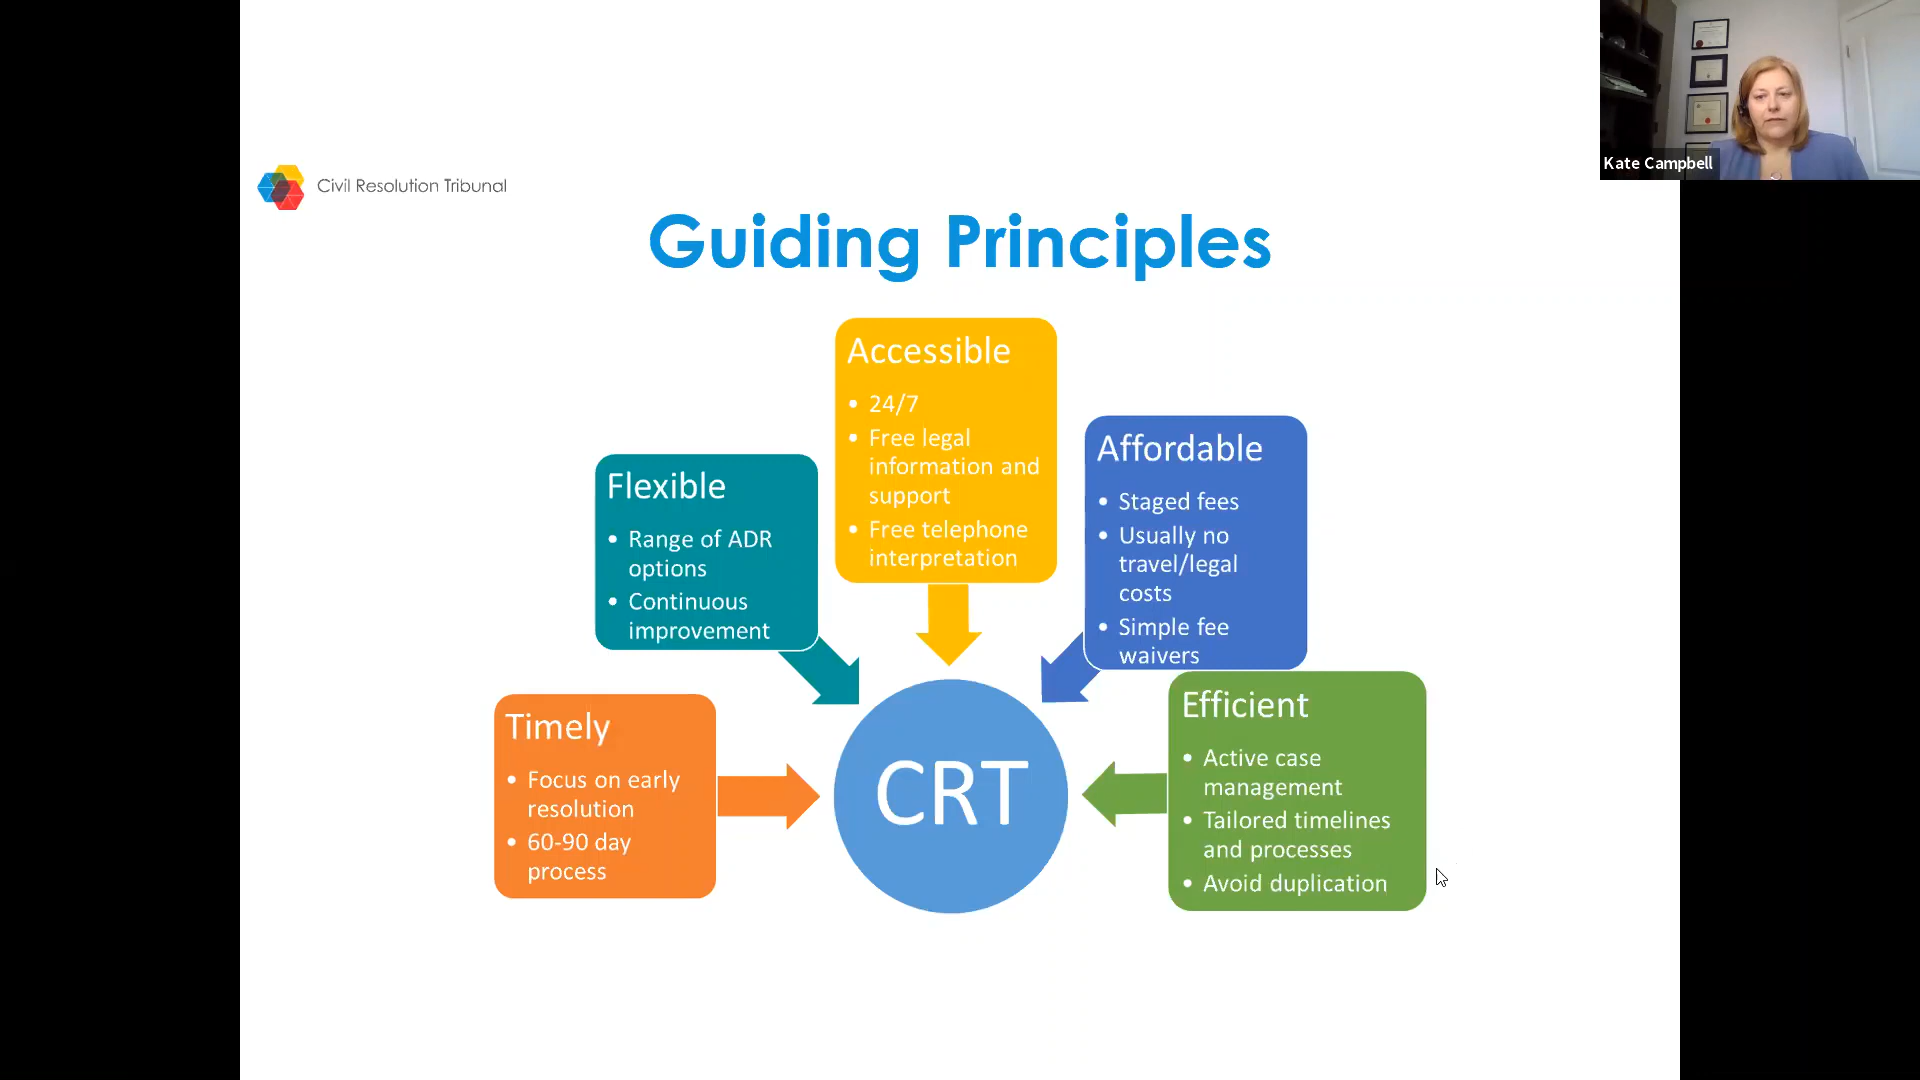 Kate Campbell
Civil Resolution Tribunal
Guiding Principles
Accessible
• 24/7
• Free legal
information and
support
• Free telephone
interpretation
Affordable
• Staged fees
• Usually no
travel/legal
costs
• Simple fee
waivers
Flexible
• Range of ADR
options
• Continuous
improvement
Timely
• Focus on early
resolution
• 60-90 day
process
CRT
Efficient
• Active case
management
• Tailored timelines
and processes
• Avoid duplication